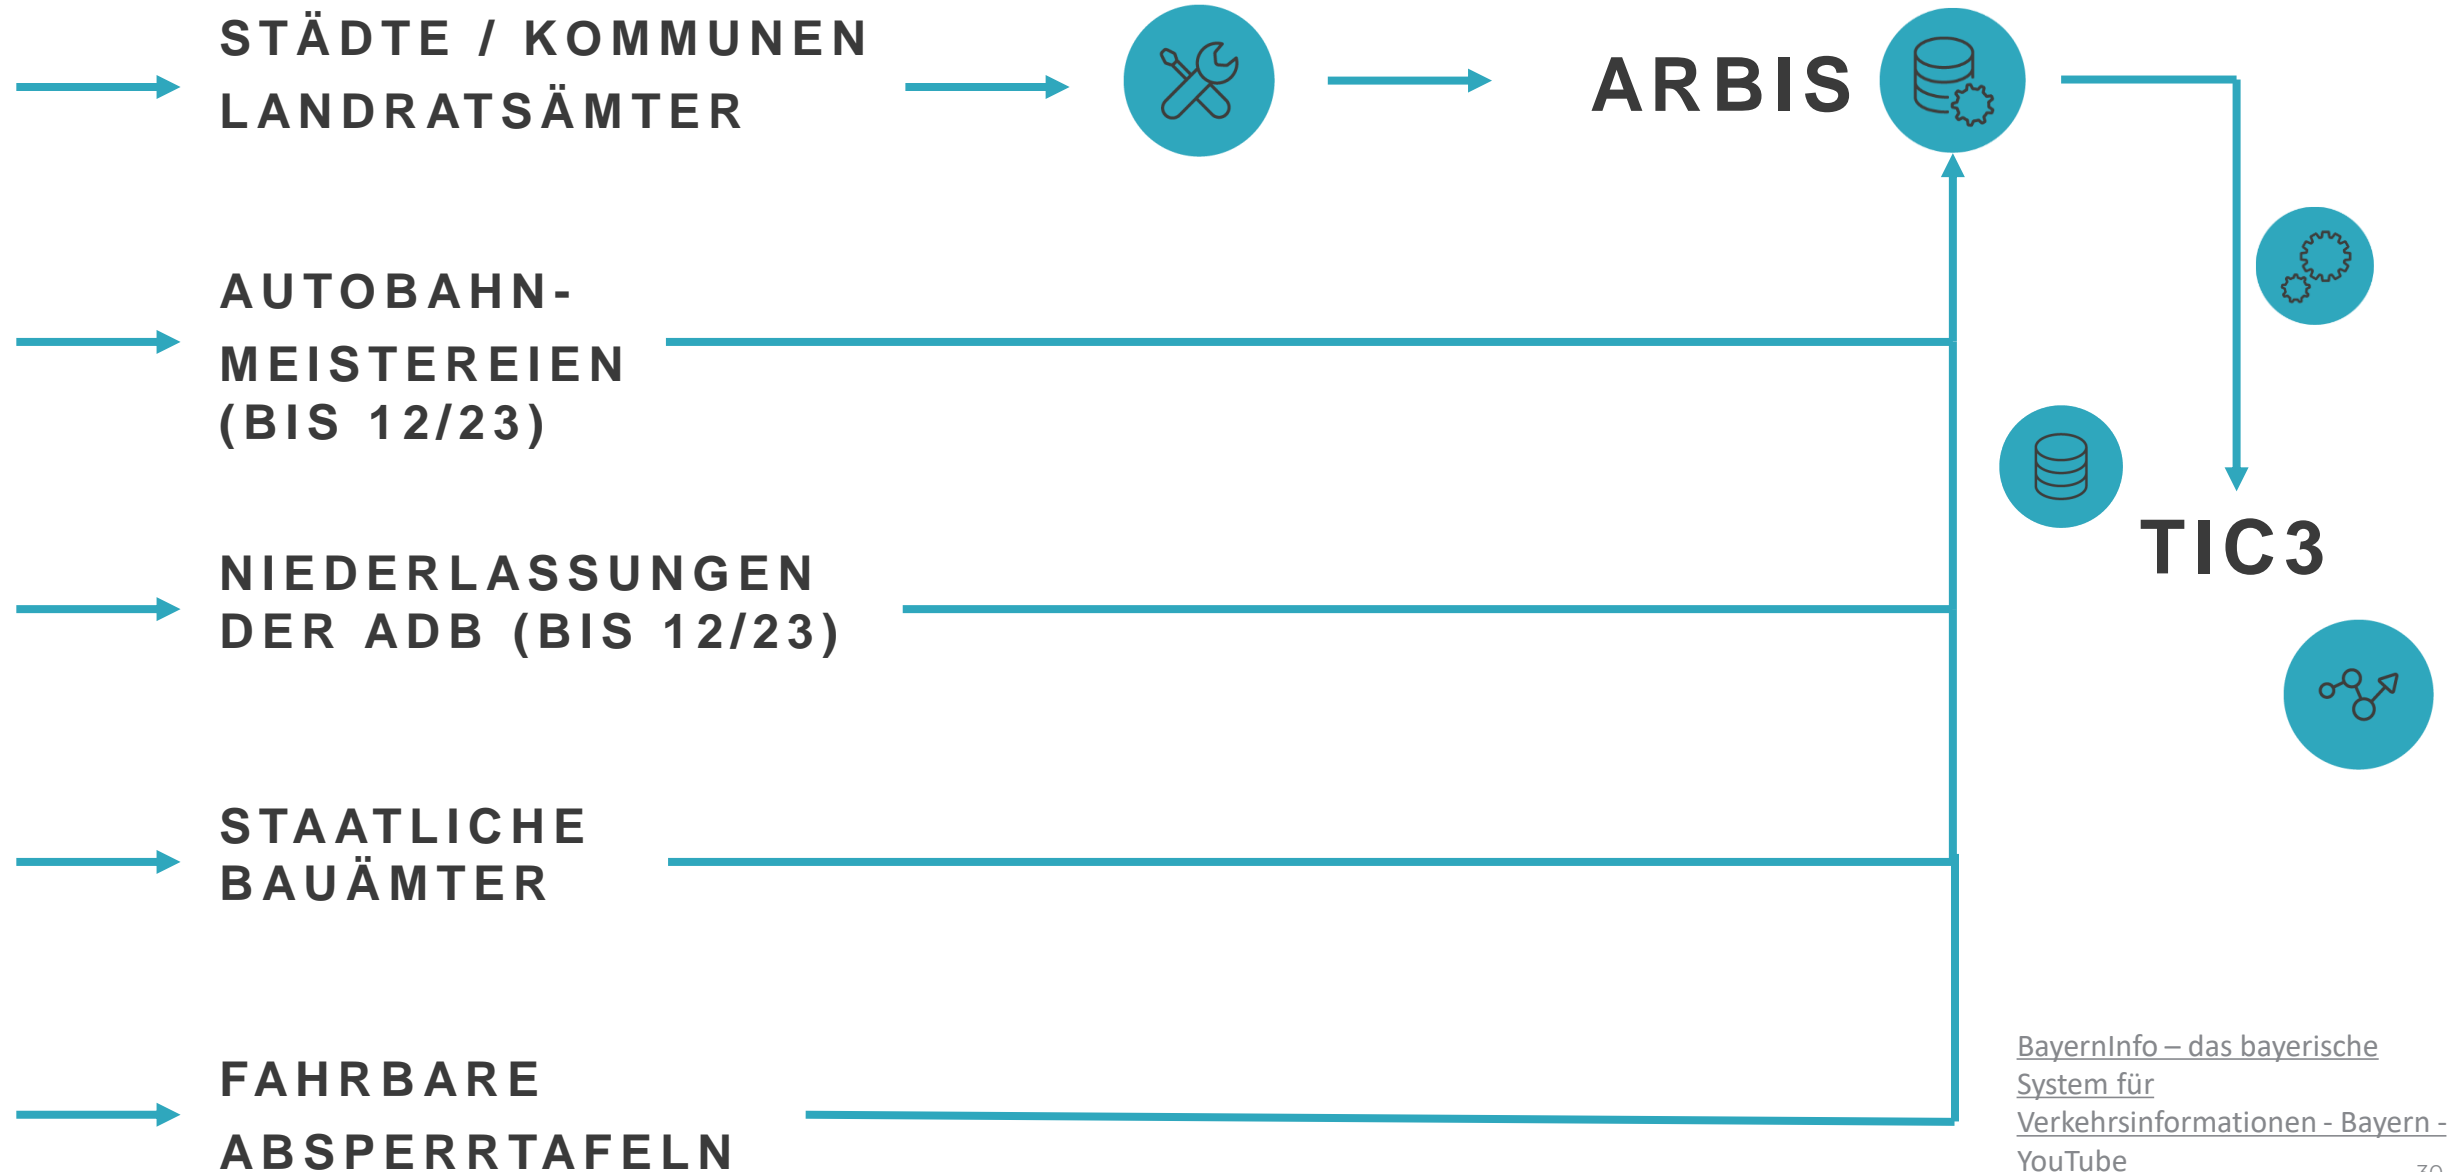 STÄDTE / KOMMUNEN
LANDRATSÄMTER
ARBIS
AUTOBAHN-
MEISTEREIEN
(BIS 12/23)
NIEDERLASSUNGEN
DER ADB (BIS 12/23)
TIC3
STAATLICHE
BAUÄMTER
FAHRBARE
ABSPERRTAFELN
BayernInfo – das bayerische
System für
Verkehrsinformationen - Bayern -
YouTube
30